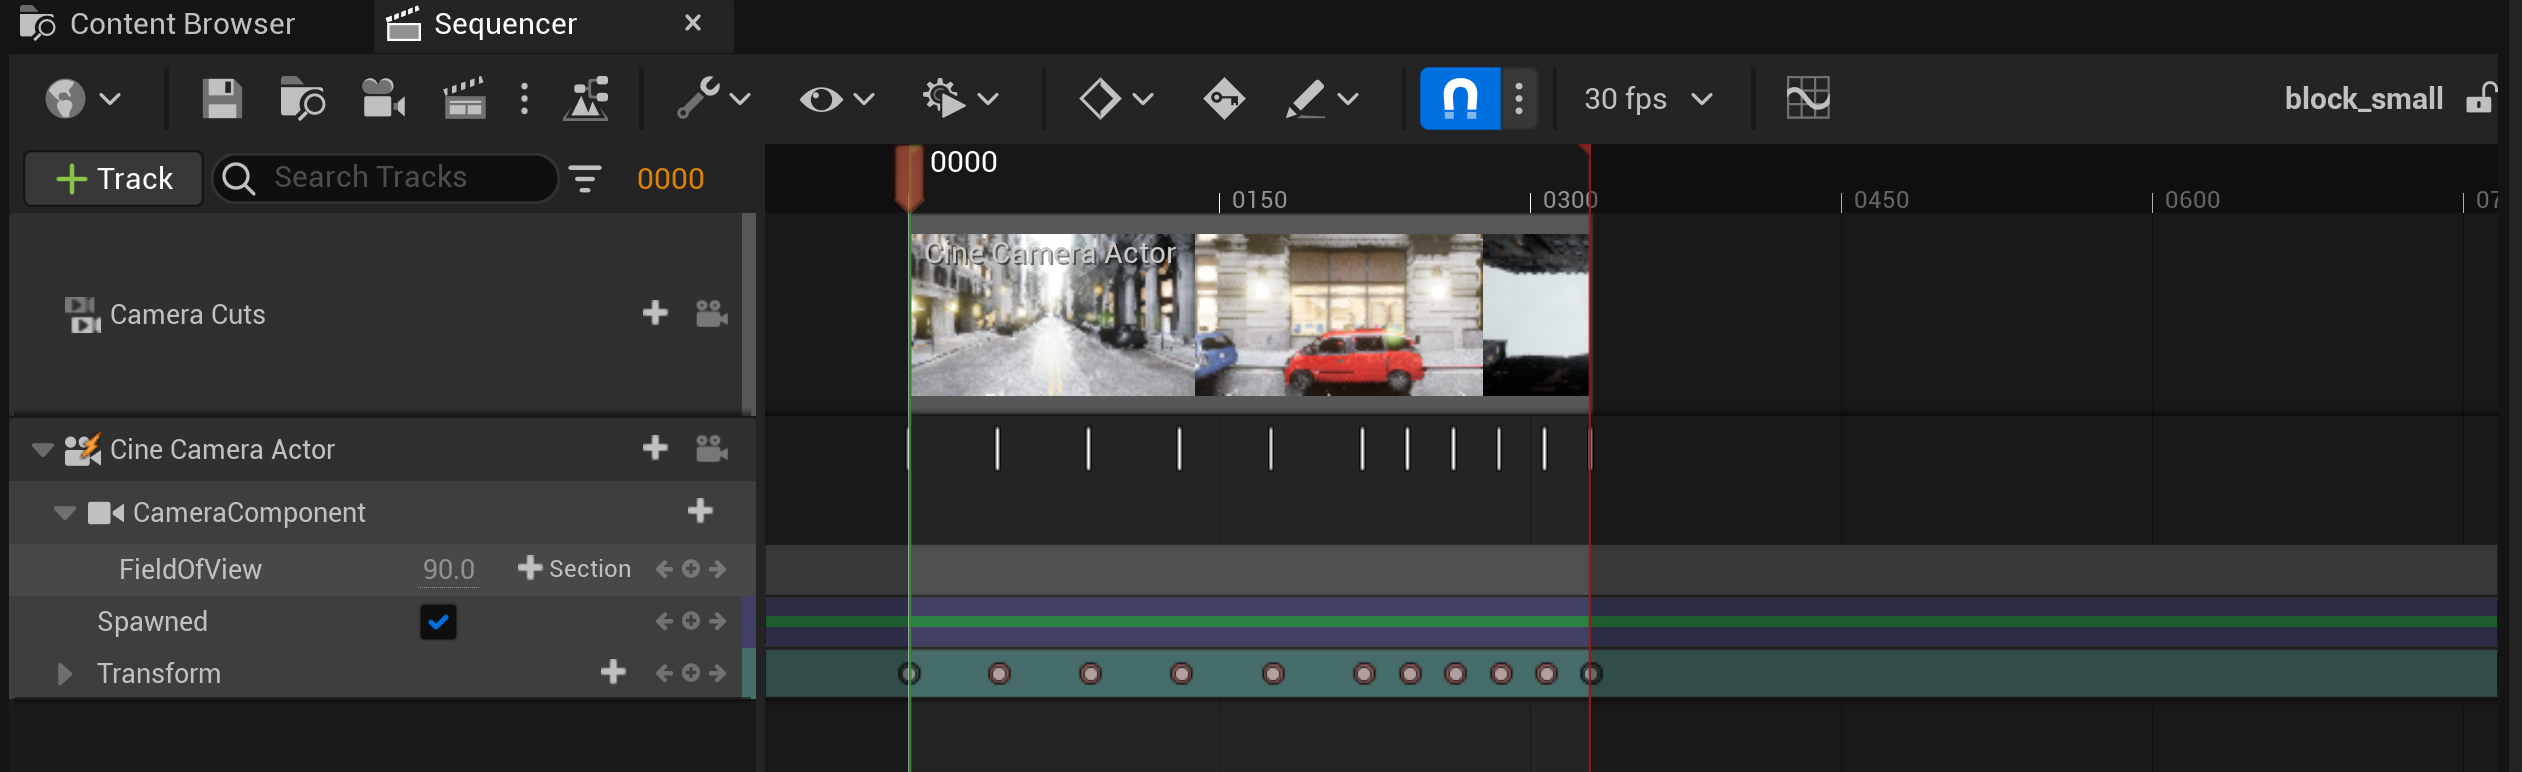 Content Browser
Sequencer
30 fps
block_small
Track
Search Tracks
0000
0000
0150
0300
0450
0600
07
Cine Camera Actor
Camera Cuts
Cine Camera Actor
CameraComponent
FieldOfView
90.0
Section
Spawned
Transform